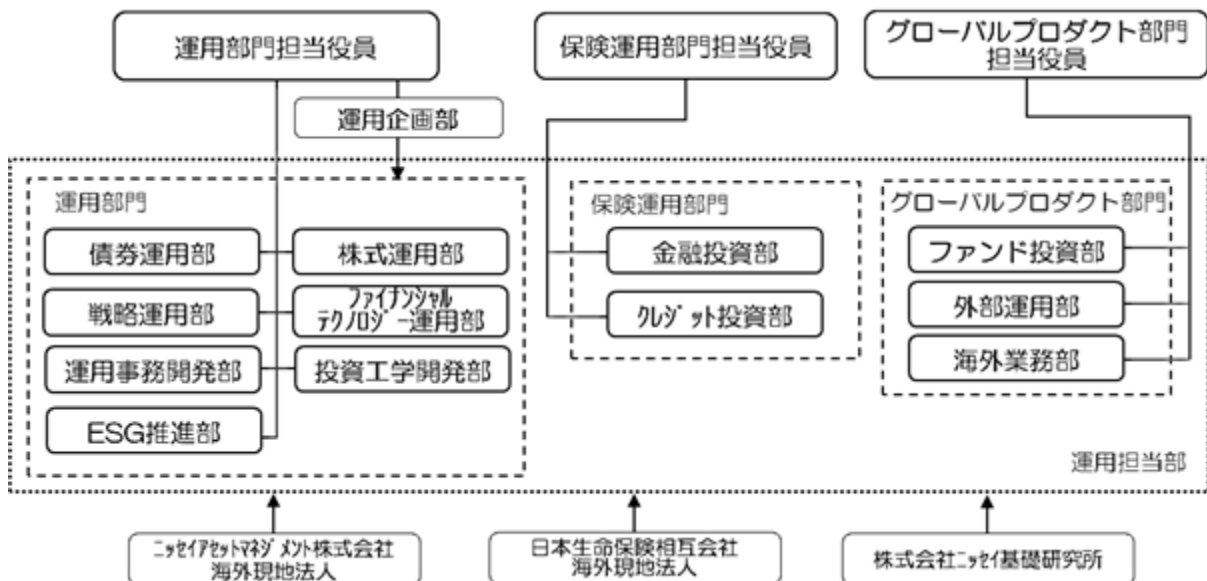 運用部門担当役員
保険運用部門担当役員
グローバルプロダクト部門
担当役員
運用企画部
運用部門
債券運用部
株式運用部
戦略運用部
ファイナンシャル
テクノロジー運用部
運用事務開発部
投資工学開発部
ESG推進部
保険運用部門
金融投資部
クレジット投資部
グローバルプロダクト部門
ファンド投資部
外部運用部
海外業務部
運用担当部
ニッセイアセットマネジメント株式会社
海外現地法人
日本生命保険相互会社
海外現地法人
株式会社ニッセイ基礎研究所